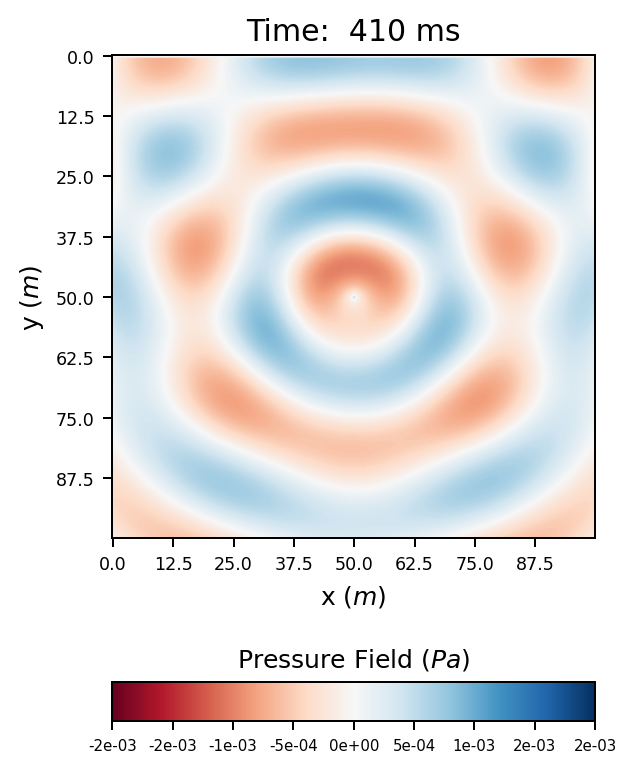 Time:  410 ms
0.0
12.5
25.0
37.5
50.0
62.5
75.0
87.5
y (m)
0.0 12.5 25.0 37.5 50.0 62.5 75.0 87.5
x (m)
Pressure Field (Pa)
-2e-03 -2e-03 -1e-03 -5e-04 0e+00 5e-04 1e-03 2e-03 2e-03